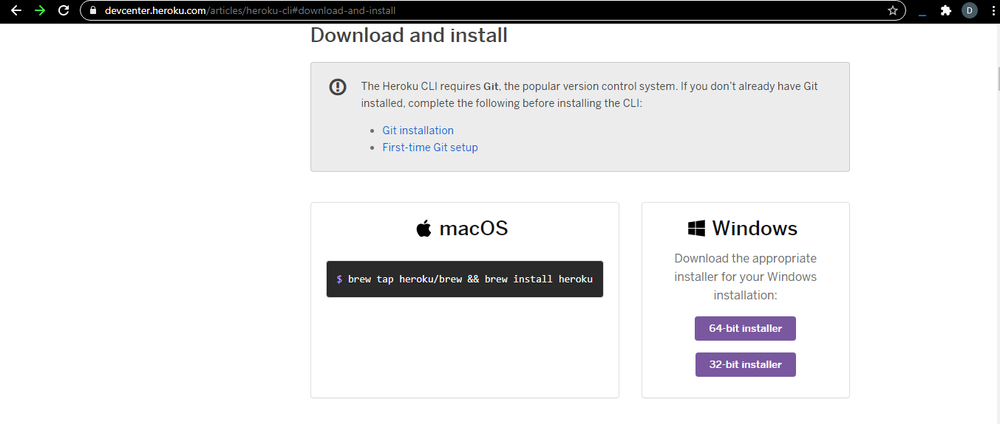 devcenter.heroku.com/articles/heroku-cli#download-and-install
D
Download and install
The Heroku CLI requires Git, the popular version control system. If you don’t already have Git
installed, complete the following before installing the CLI:
• Git installation
• First-time Git setup
macOS
$ brew tap heroku/brew && brew install heroku
Windows
Download the appropriate
installer for your Windows
installation:
64-bit installer
32-bit installer